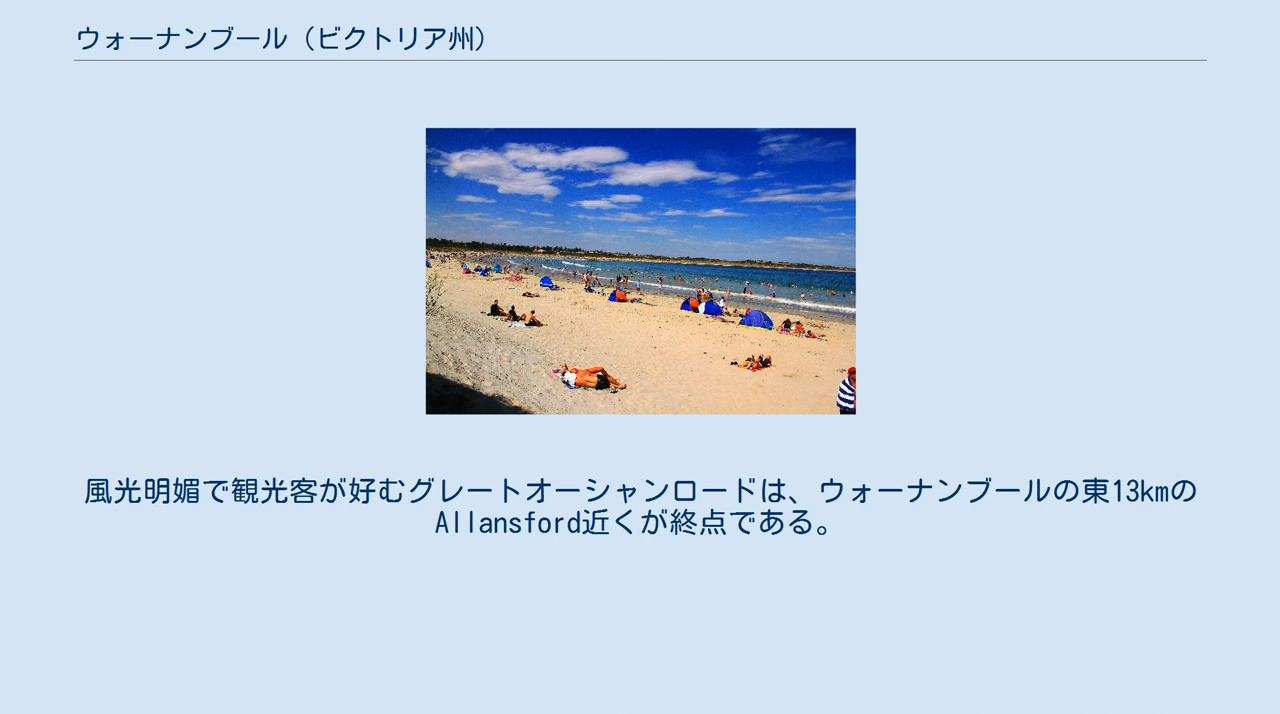 ウォーナンブール（ビクトリア州）
風光明媚で観光客が好むグレートオーシャンロードは、ウォーナンブールの東13kmの
Allansford近くが終点である。